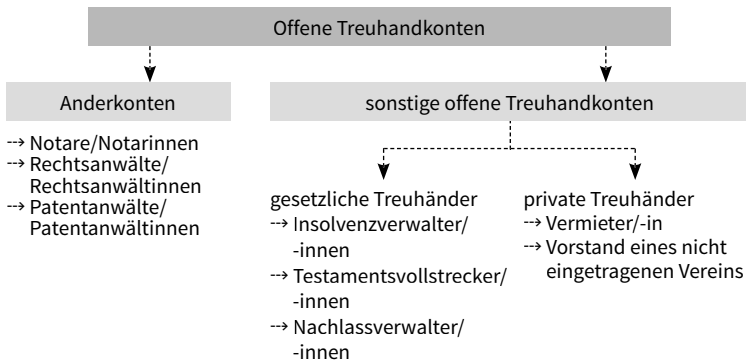 Offene Treuhandkonten
Anderkonten
⇢ Notare/Notarinnen
⇢ Rechtsanwälte/
Rechtsanwältinnen
⇢ Patentanwälte/
Patentanwältinnen
sonstige offene Treuhandkonten
gesetzliche Treuhänder
⇢ Insolvenzverwalter/
-innen
⇢ Testamentsvollstrecker/
-innen
⇢ Nachlassverwalter/
-innen
private Treuhänder
⇢ Vermieter/-in
⇢ Vorstand eines nicht
eingetragenen Vereins